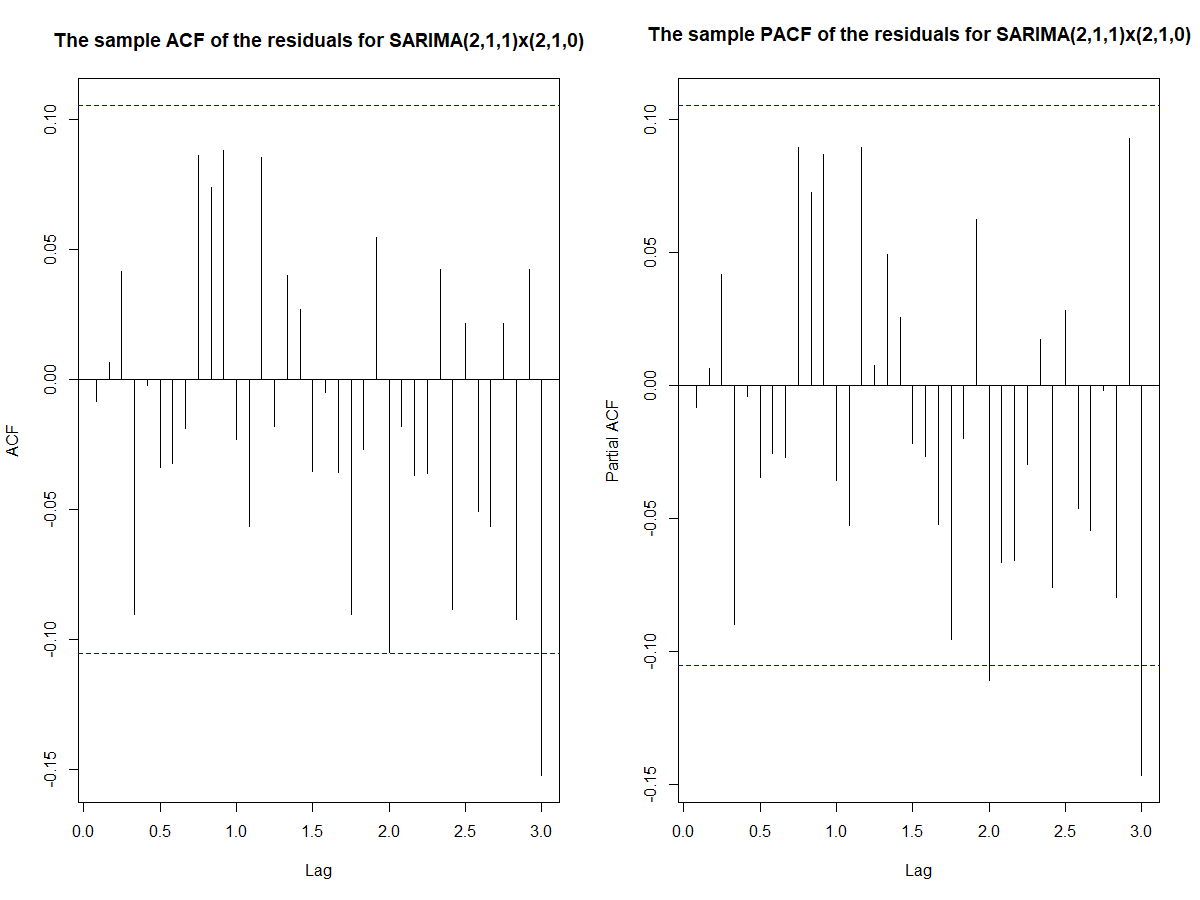 The sample ACF of the residuals for SARIMA(2,1,1)x(2,1,0)
ACF
0.10
0.05
0.00
-0.05
-0.10
-0.15
0.0 0.5 1.0 1.5 2.0 2.5 3.0
Lag
The sample PACF of the residuals for SARIMA(2,1,1)x(2,1,0)
Partial ACF
0.10
0.05
0.00
-0.05
-0.10
-0.15
0.0 0.5 1.0 1.5 2.0 2.5 3.0
Lag